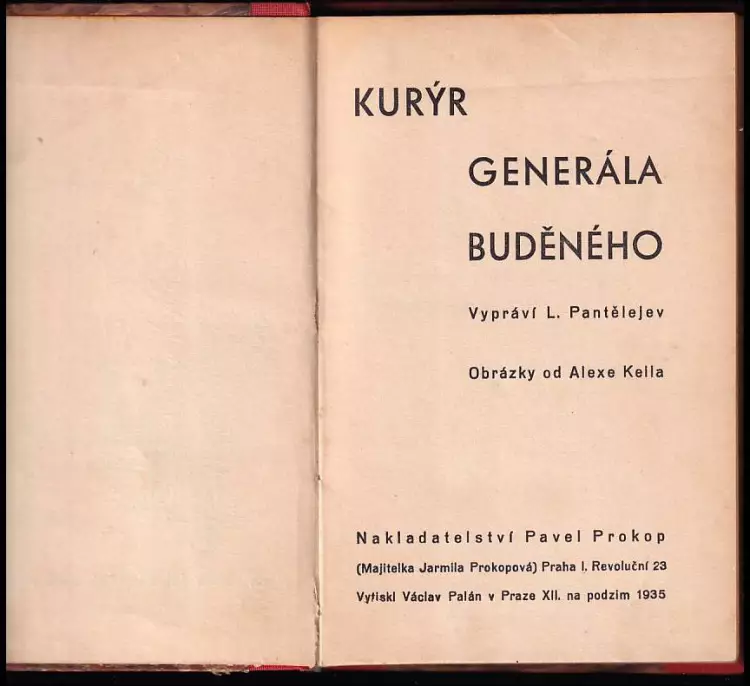 KURÝR
GENERÁLA
BUDĚNÉHO
Vypráví L. Pantělejev
Obrázky od Alexe Keila
Nakladatelství Pavel Prokop
(Majitelka Jarmila Prokopová) Praha I. Revoluční 23
Vytiskl Václav Palán v Praze XII. na podzim 1935